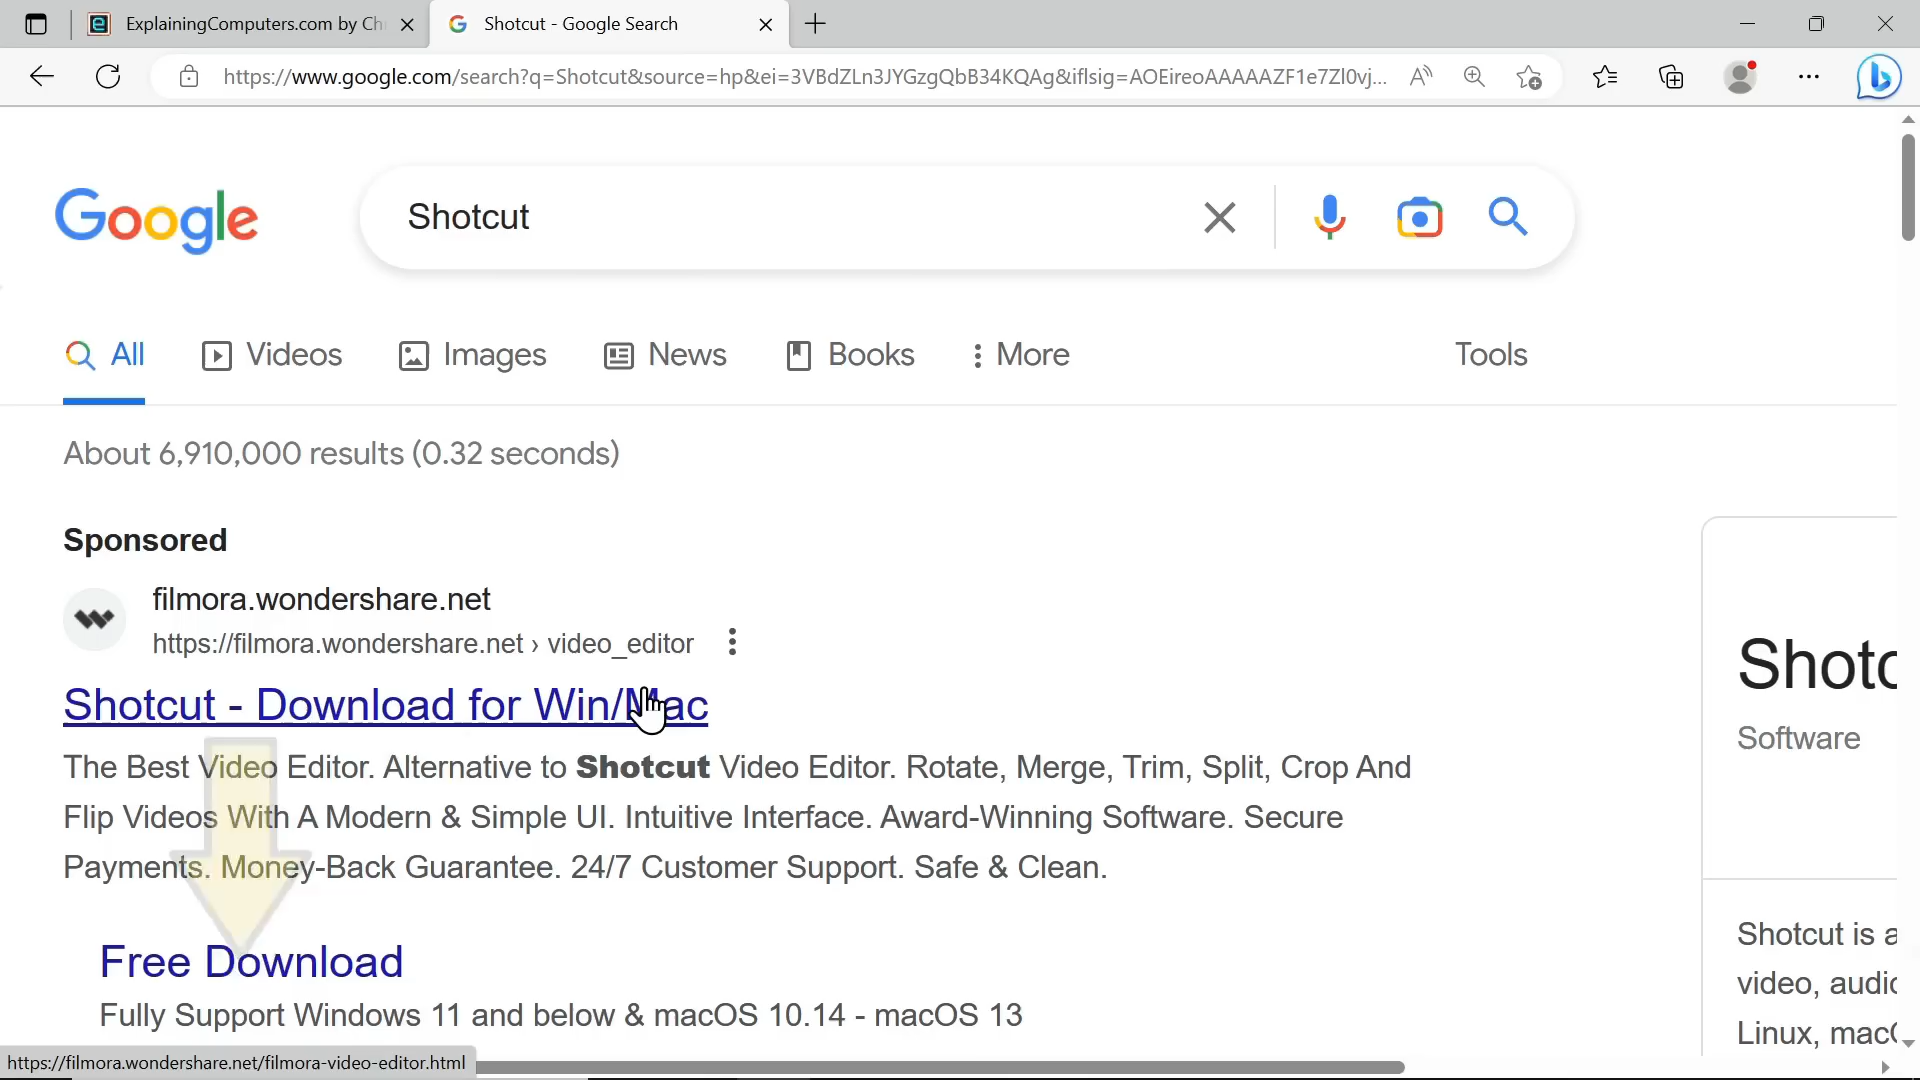 ExplainingComputers.com by Ch
Shotcut - Google Search
https://www.google.com/search?q=Shotcut&source=hp&ei=3VBdZLn3JYGzgQbB34KQAg&iflsig=AOEireoAAAAAZF1e7Zl0vj...
Google
Shotcut
All
Videos
Images
News
Books
More
Tools
About 6,910,000 results (0.32 seconds)
Sponsored
filmora.wondershare.net
https://filmora.wondershare.net › video_editor
Shotcut - Download for Win/Mac
The Best Video Editor. Alternative to Shotcut Video Editor. Rotate, Merge, Trim, Split, Crop And
Flip Videos With A Modern & Simple UI. Intuitive Interface. Award-Winning Software. Secure
Payments. Money-Back Guarantee. 24/7 Customer Support. Safe & Clean.
Free Download
Fully Support Windows 11 and below & macOS 10.14 - macOS 13
Shotc
Software
Shotcut is a
video, audio
Linux, macO
https://filmora.wondershare.net/filmora-video-editor.html